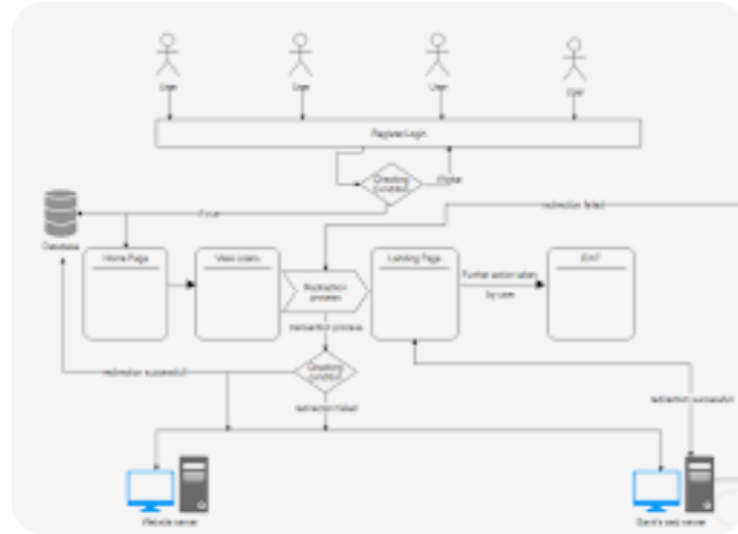 User
User
User
Register/Login
Checking
condition
if false
if true
redirection failed
Database
Home Page
View users
Redirection
process
Landing Page
Further action taken
by user
EXIT
transaction process
Checking
condition
redirection successful
redirection failed
redirection successful
Website server
Bank's web server